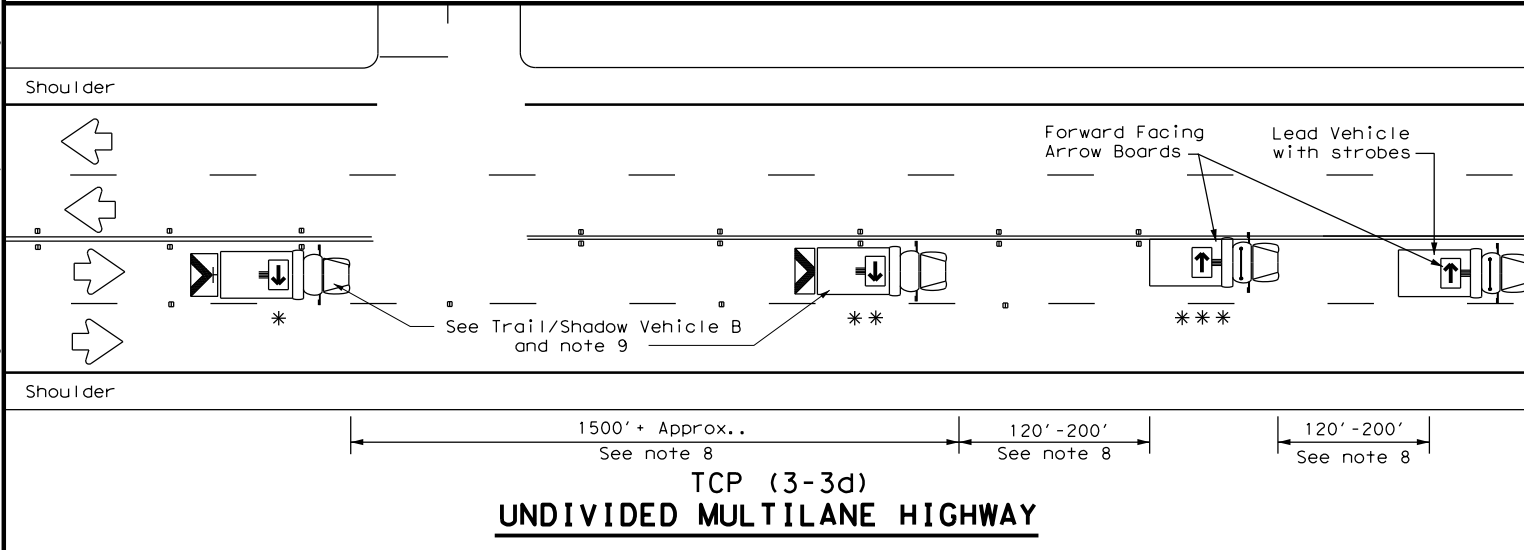 Shoulder
Forward Facing
Arrow Boards
Lead Vehicle
with strobes
*
**
***
See Trail/Shadow Vehicle B
and note 9
Shoulder
1500'+ Approx..
See note 8
120'-200'
See note 8
120'-200'
See note 8
TCP (3-3d)
UNDIVIDED MULTILANE HIGHWAY